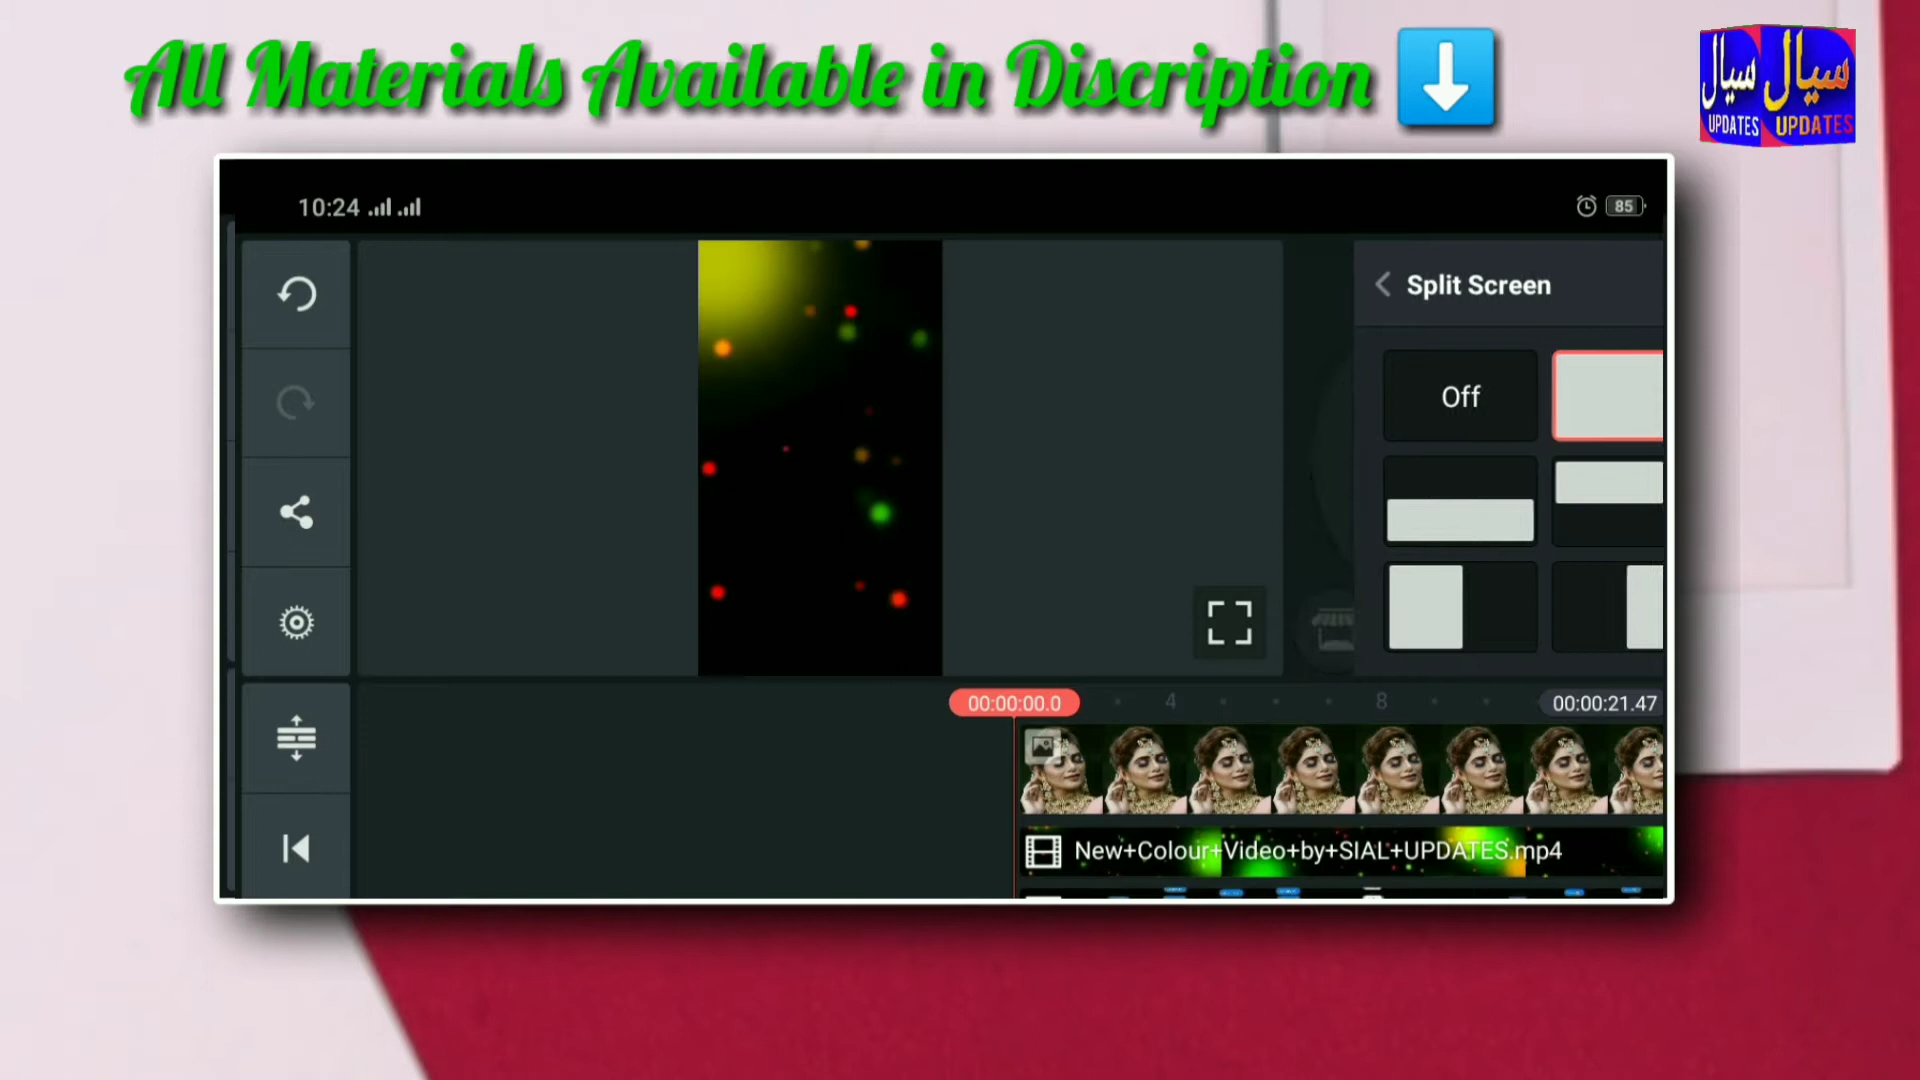 All Materials Available in Discription
سیال سیال
UPDATES UPDATES
10:24
85
Split Screen
Off
00:00:00.0
4
8
00:00:21.47
New+Colour+Video+by+SIAL+UPDATES.mp4